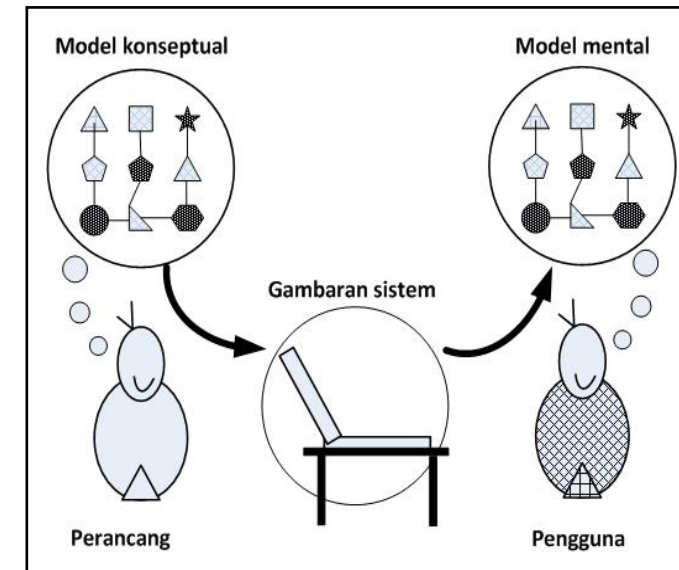 Model konseptual
Model mental
Gambaran sistem
Perancang
Pengguna